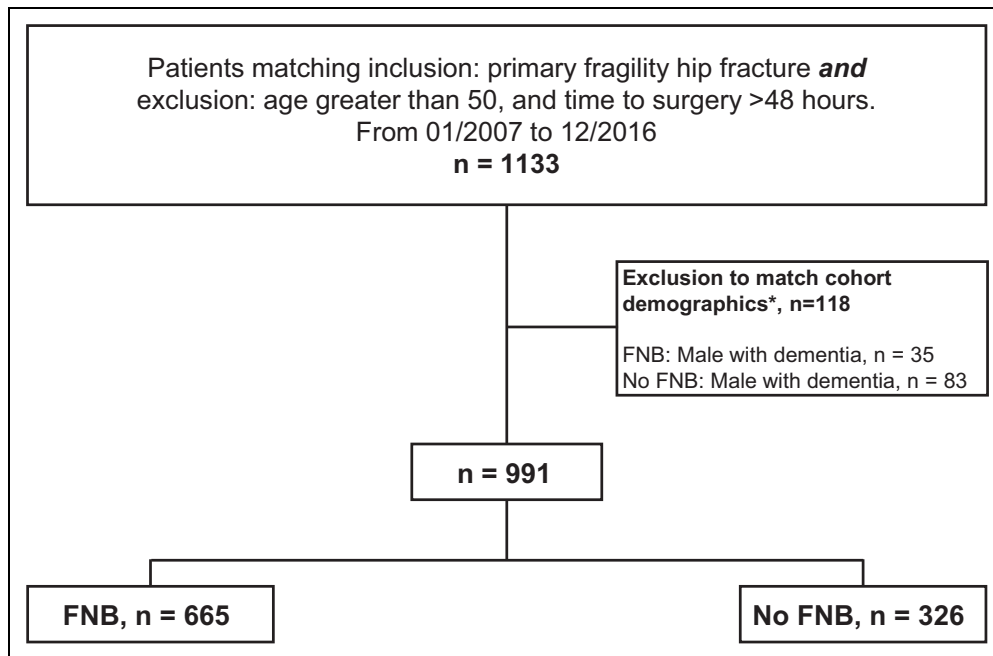 Patients matching inclusion: primary fragility hip fracture and
exclusion: age greater than 50, and time to surgery >48 hours.
From 01/2007 to 12/2016
n = 1133
Exclusion to match cohort
demographics*, n=118
FNB: Male with dementia, n = 35
No FNB: Male with dementia, n = 83
n = 991
FNB, n = 665
No FNB, n = 326